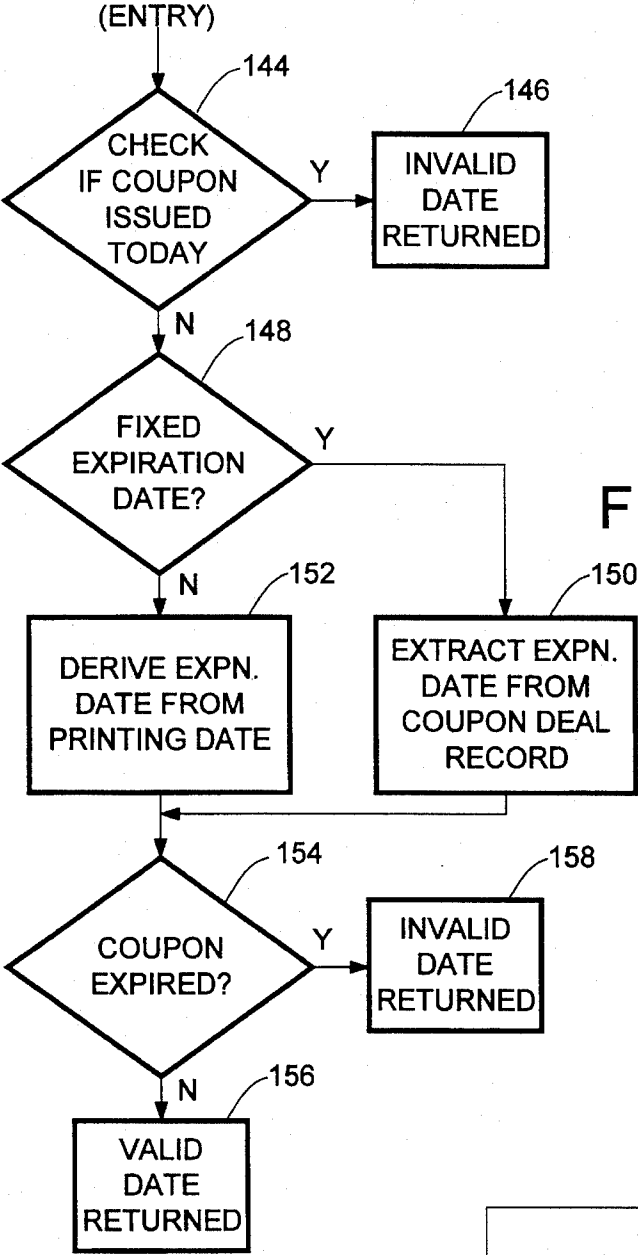 (ENTRY)
144
CHECK
IF COUPON
ISSUED
TODAY
Y
146
INVALID
DATE
RETURNED
N
148
FIXED
EXPIRATION
DATE?
Y
F
N
152
DERIVE EXPN.
DATE FROM
PRINTING DATE
150
EXTRACT EXPN.
DATE FROM
COUPON DEAL
RECORD
154
COUPON
EXPIRED?
Y
158
INVALID
DATE
RETURNED
N
156
VALID
DATE
RETURNED